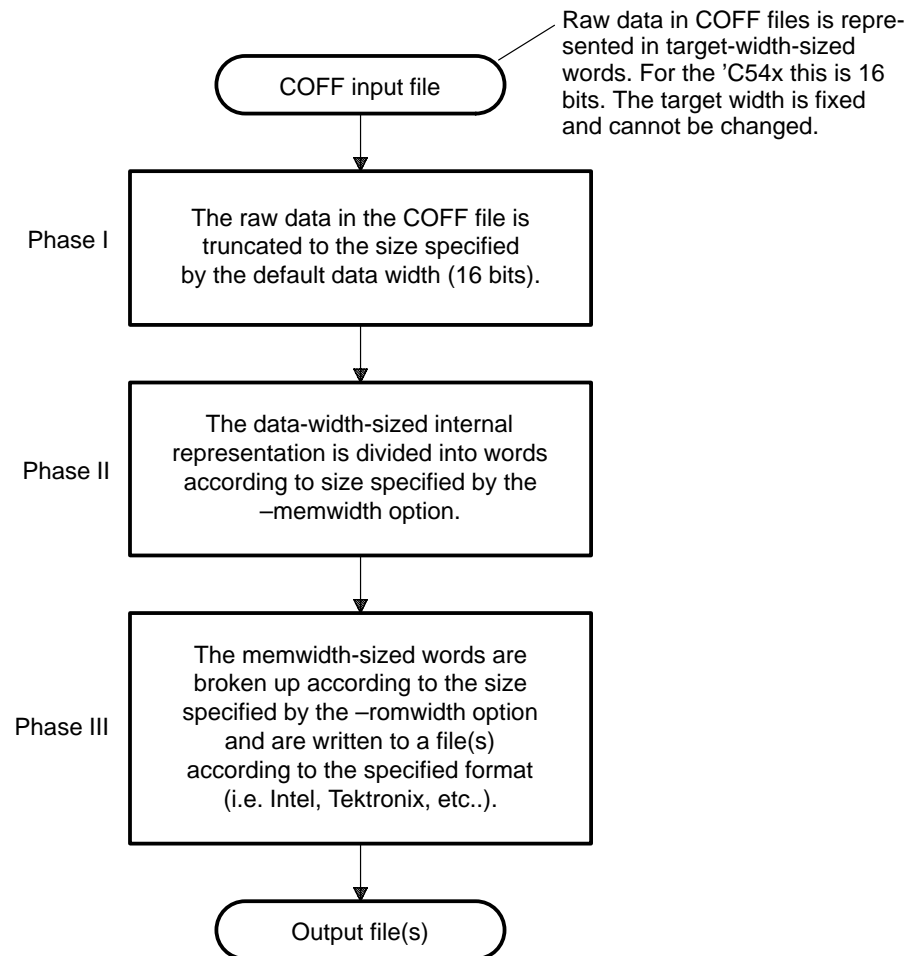 Raw data in COFF files is repre-
sented in target-width-sized
words. For the ’C54x this is 16
bits. The target width is fixed
and cannot be changed.
COFF input file
Phase I
The raw data in the COFF file is
truncated to the size specified
by the default data width (16 bits).
Phase II
The data-width-sized internal
representation is divided into words
according to size specified by the
–memwidth option.
Phase III
The memwidth-sized words are
broken up according to the size
specified by the –romwidth option
and are written to a file(s)
according to the specified format
(i.e. Intel, Tektronix, etc..).
Output file(s)